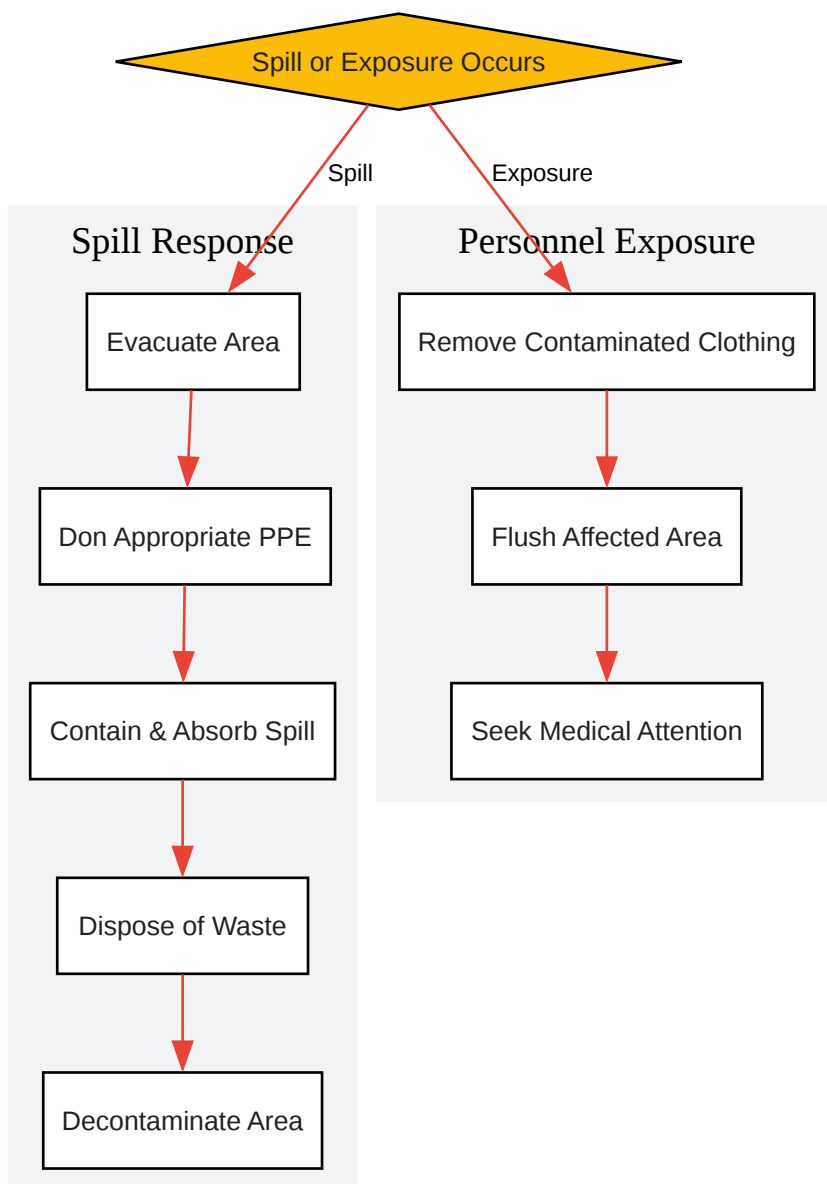 Spill or Exposure Occurs
Spill
Exposure
Spill Response
Evacuate Area
Don Appropriate PPE
Contain & Absorb Spill
Dispose of Waste
Decontaminate Area
Personnel Exposure
Remove Contaminated Clothing
Flush Affected Area
Seek Medical Attention